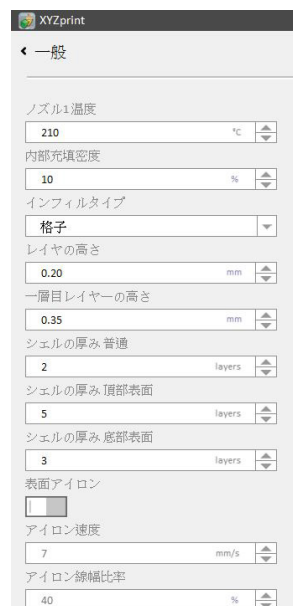 XYZprint
一般
ノズル1温度
210 °C
内部充填密度
10 %
インフィルタイプ
格子
レイヤの高さ
0.20 mm
一層目レイヤーの高さ
0.35 mm
シェルの厚み 普通
2 layers
シェルの厚み 頂部表面
5 layers
シェルの厚み 底部表面
3 layers
表面アイロン
アイロン速度
7 mm/s
アイロン線幅比率
40 %